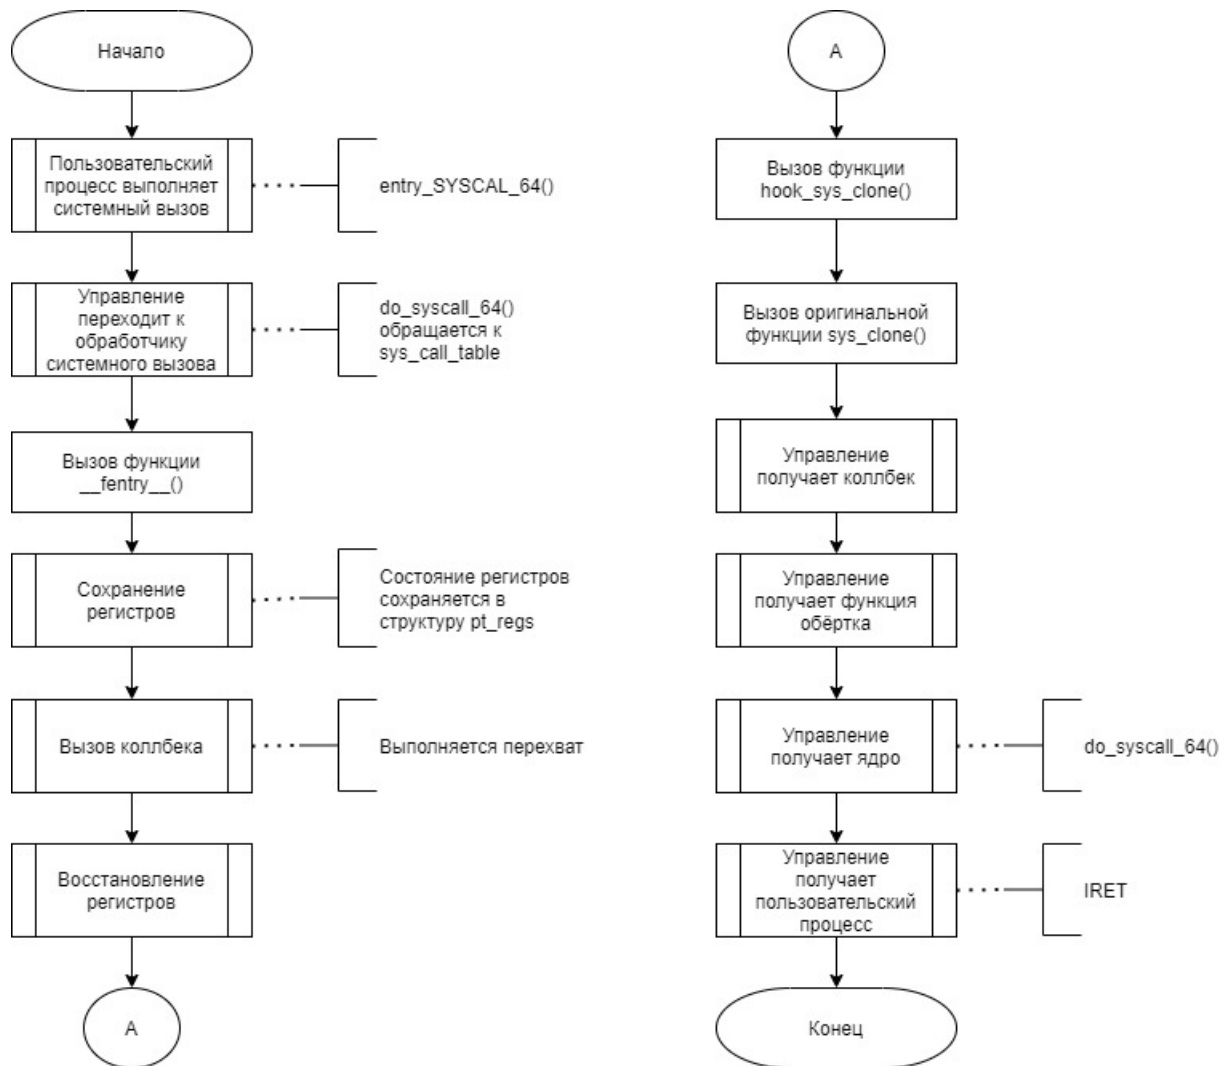 Начало
Пользовательский
процесс выполняет
системный вызов
entry_SYSCAL_64()
Управление
переходит к
обработчику
системного вызова
do_syscall_64()
обращается к
sys_call_table
Вызов функции
__fentry__()
Сохранение
регистров
Состояние регистров
сохраняется в
структуру pt_regs
Вызов коллбека
Выполняется перехват
Восстановление
регистров
А
А
Вызов функции
hook_sys_clone()
Вызов оригинальной
функции sys_clone()
Управление
получает коллбек
Управление
получает функция
обёртка
Управление
получает ядро
do_syscall_64()
Управление
получает
пользовательский
процесс
IRET
Конец